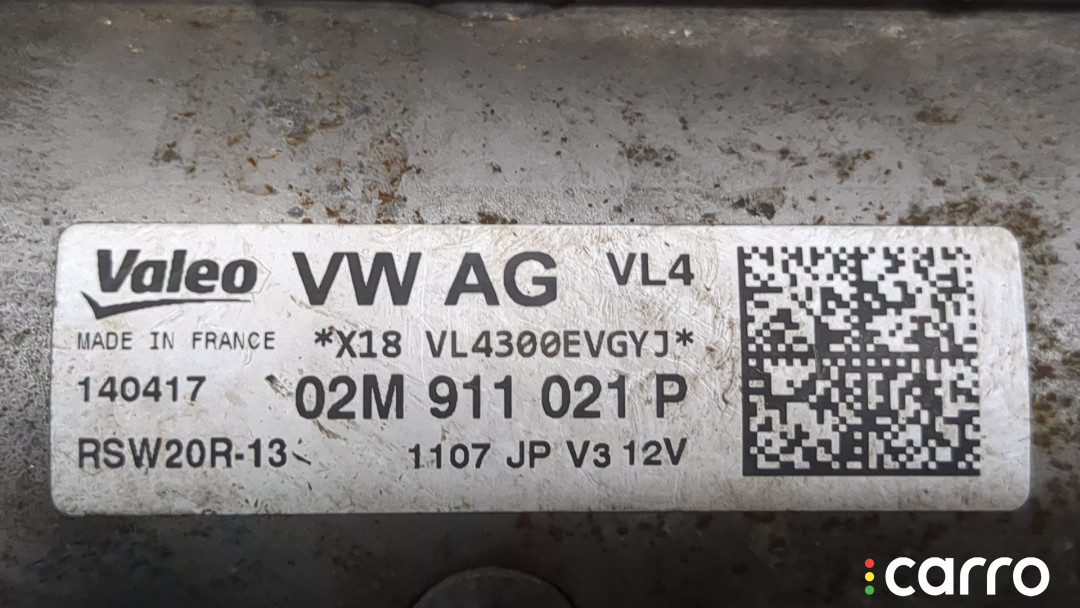 Valeo VW AG VL4
MADE IN FRANCE *X18 VL4300EVGYJ*
140417 02M 911 021 P
RSW20R-13 1107 JP V3 12V
carro